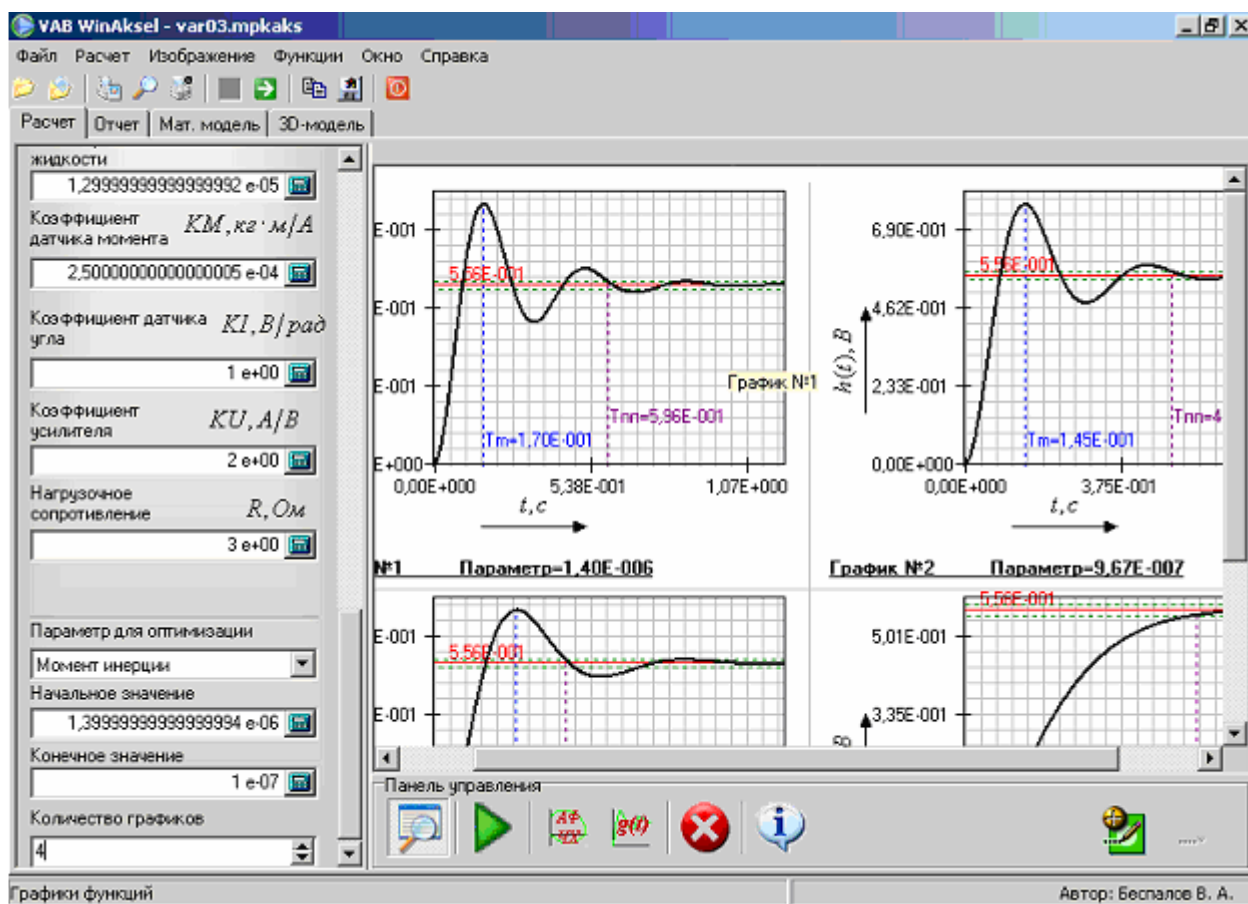 VAB WinAksel - var03.mpkaks
Файл Расчет Изображение Функции Окно Справка
Расчет Отчет Мат. модель 3D-модель
жидкости
1,29999999999999992 e-05
Коэффициент
датчика момента KM, кг·м/А
2,50000000000000005 e-04
Коэффициент датчика
угла K1, В/рад
1 e+00
Коэффициент
усилителя KU, A/B
2 e+00
Нагрузочное
сопротивление R, Ом
3 e+00
Параметр для оптимизации
Момент инерции
Начальное значение
1,39999999999999994 e-06
Конечное значение
1 e-07
Количество графиков
4
E-001
5,56E-001
E-001
E-001
Tпп=5,96E-001
Tm=1,70E-001
E+000
0,00E+000 5,38E-001 1,07E+000
t,c
График №1
№1 Параметр=1,40E-006
6,90E-001
5,56E-001
4,62E-001
h(t), B
2,33E-001
Tпп=4
Tm=1,45E-001
0,00E+000
0,00E+000 3,75E-001
t,c
График №2 Параметр=9,67E-007
E-001
5,56E-001
E-001
5,56E-001
5,01E-001
3,35E-001
Панель управления
АФ
ЧХ
g(t)
Графики функций
Автор: Беспалов В. А.